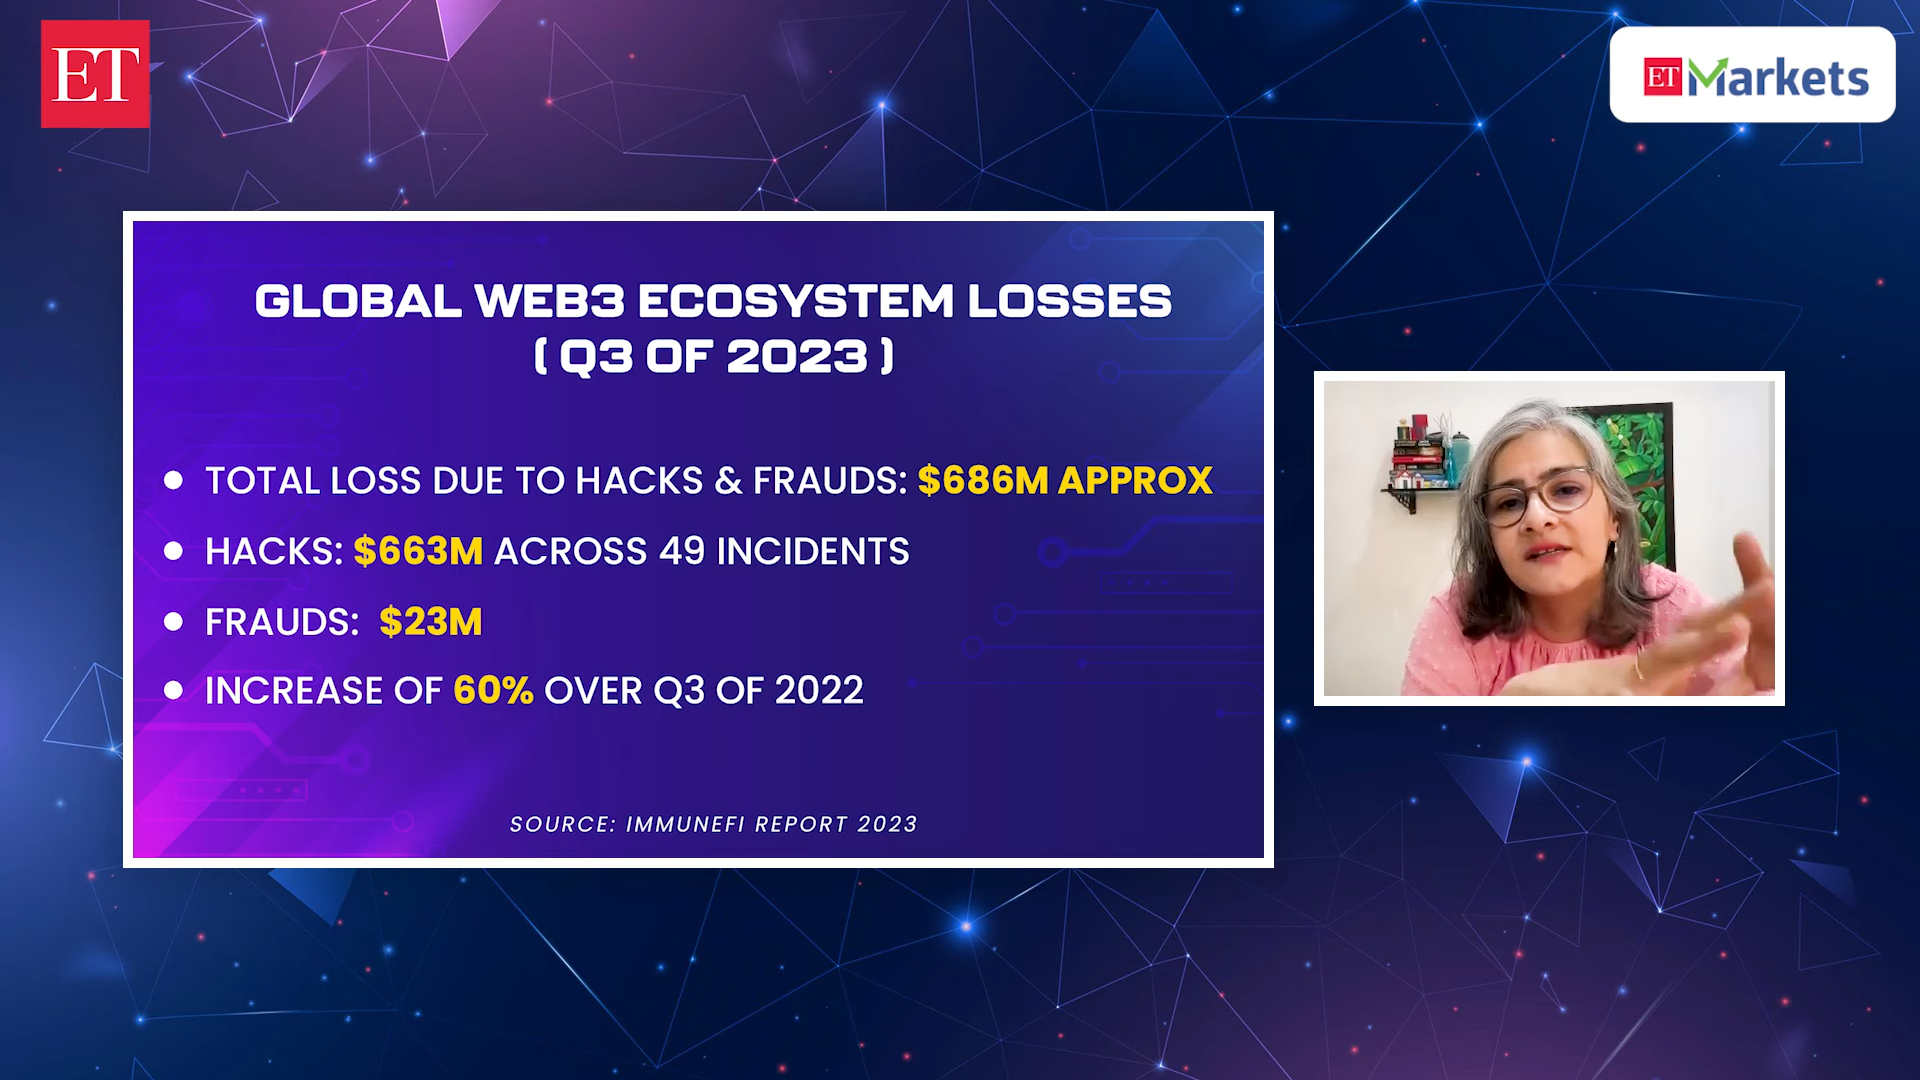 ET
ET Markets
GLOBAL WEB3 ECOSYSTEM LOSSES
( Q3 OF 2023 )
TOTAL LOSS DUE TO HACKS & FRAUDS: $686M APPROX
HACKS: $663M ACROSS 49 INCIDENTS
FRAUDS: $23M
INCREASE OF 60% OVER Q3 OF 2022
SOURCE: IMMUNEFI REPORT 2023